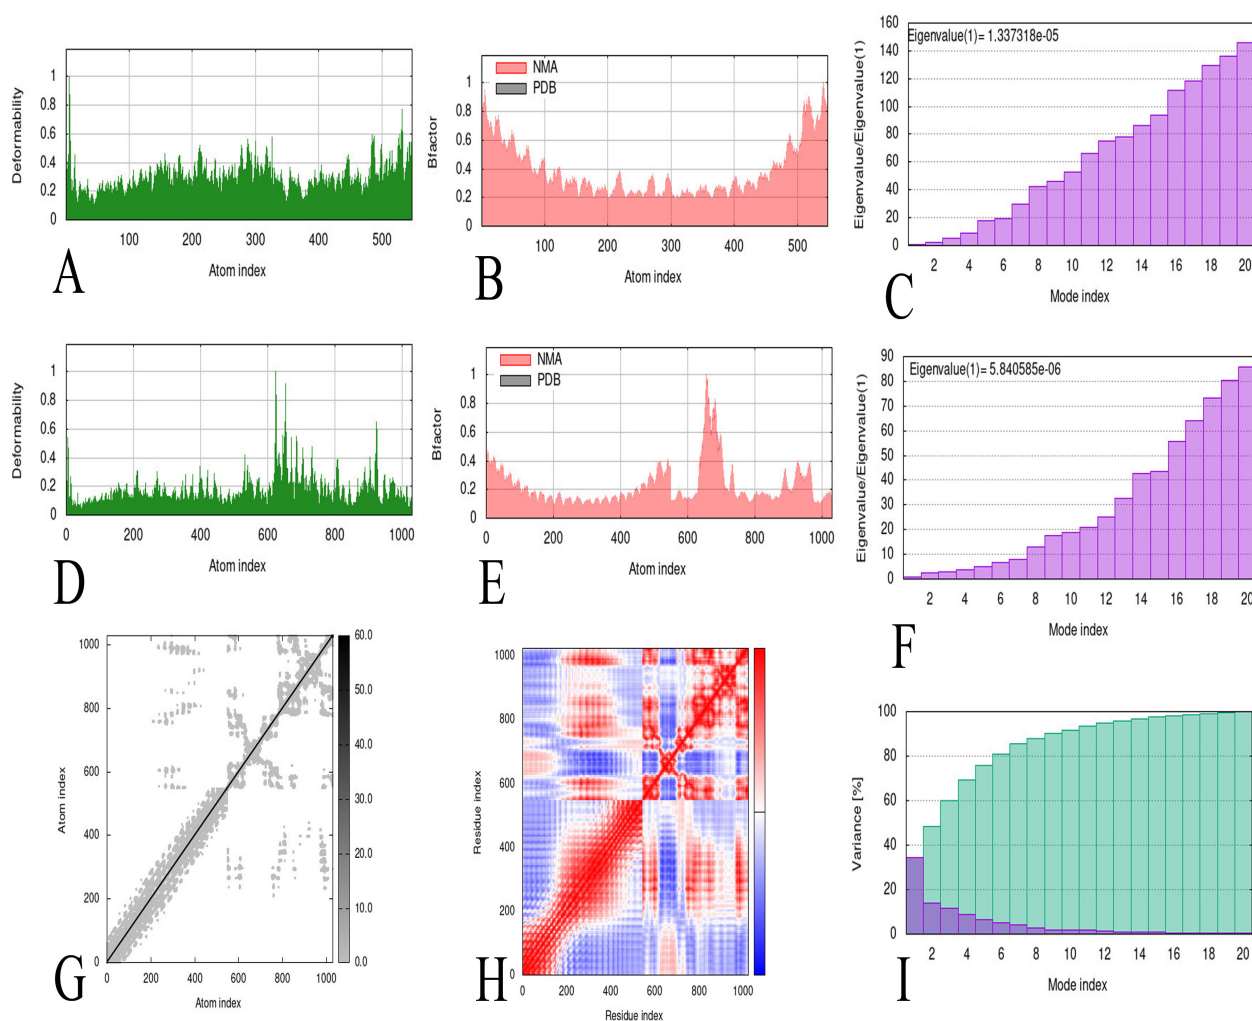 Deformability
1
0.8
0.6
0.4
0.2
0
100 200 300 400 500
Atom index
A
Bfactor
NMA
PDB
1
0.8
0.6
0.4
0.2
0
100 200 300 400 500
Atom index
B
Eigenvalue/Eigenvalue(1)
Eigenvalue(1)= 1.337318e-05
160
140
120
100
80
60
40
20
0
2 4 6 8 10 12 14 16 18 20
Mode index
C
Deformability
1
0.8
0.6
0.4
0.2
0
0 200 400 600 800 1000
Atom index
D
Bfactor
NMA
PDB
1
0.8
0.6
0.4
0.2
0
0 200 400 600 800 1000
Atom index
E
Eigenvalue/Eigenvalue(1)
Eigenvalue(1)= 5.840585e-06
90
80
70
60
50
40
30
20
10
0
2 4 6 8 10 12 14 16 18 20
Mode index
F
Atom index
1000
800
600
400
200
0
0 200 400 600 800 1000
Atom index
60.0
50.0
40.0
30.0
20.0
10.0
0.0
G
Residue index
1000
800
600
400
200
0
0 200 400 600 800 1000
Residue index
H
Variance [%]
100
80
60
40
20
0
2 4 6 8 10 12 14 16 18 20
Mode index
I